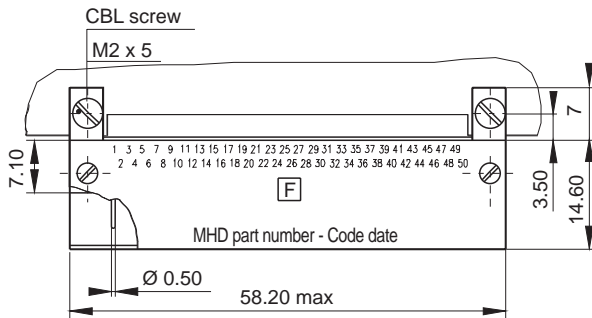 CBL screw
M2 x 5
7
7.10
1 3 5 7 9 11 13 15 17 19 21 23 25 27 29 31 33 35 37 39 41 43 45 47 49
2 4 6 8 10 12 14 16 18 20 22 24 26 28 30 32 34 36 38 40 42 44 46 48 50
3.50
14.60
F
MHD part number - Code date
Ø 0.50
58.20 max